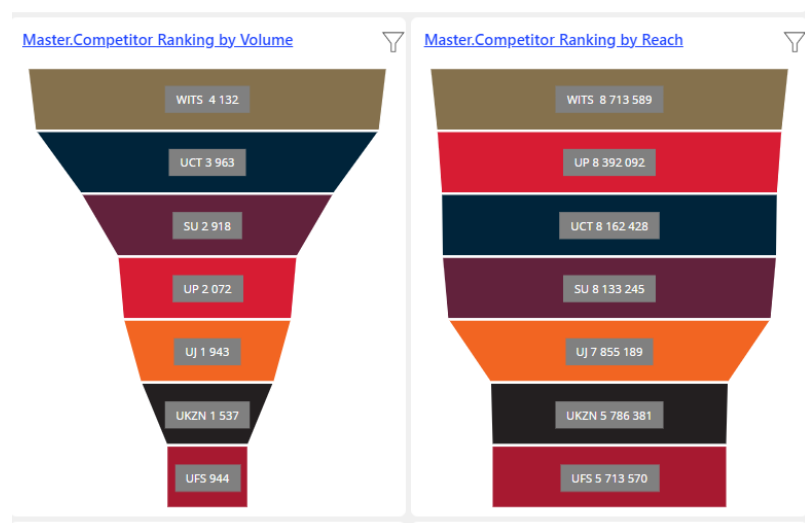 Master.Competitor Ranking by Volume
WITS 4 132
UCT 3 963
SU 2 918
UP 2 072
UJ 1 943
UKZN 1 537
UFS 944
Master.Competitor Ranking by Reach
WITS 8 713 589
UP 8 392 092
UCT 8 162 428
SU 8 133 245
UJ 7 855 189
UKZN 5 786 381
UFS 5 713 570